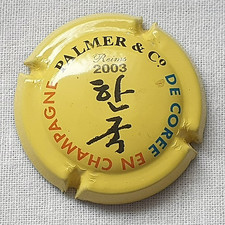 PALMER & Co
Reims
2003
한국
DE COREE EN CHAMPAGNE